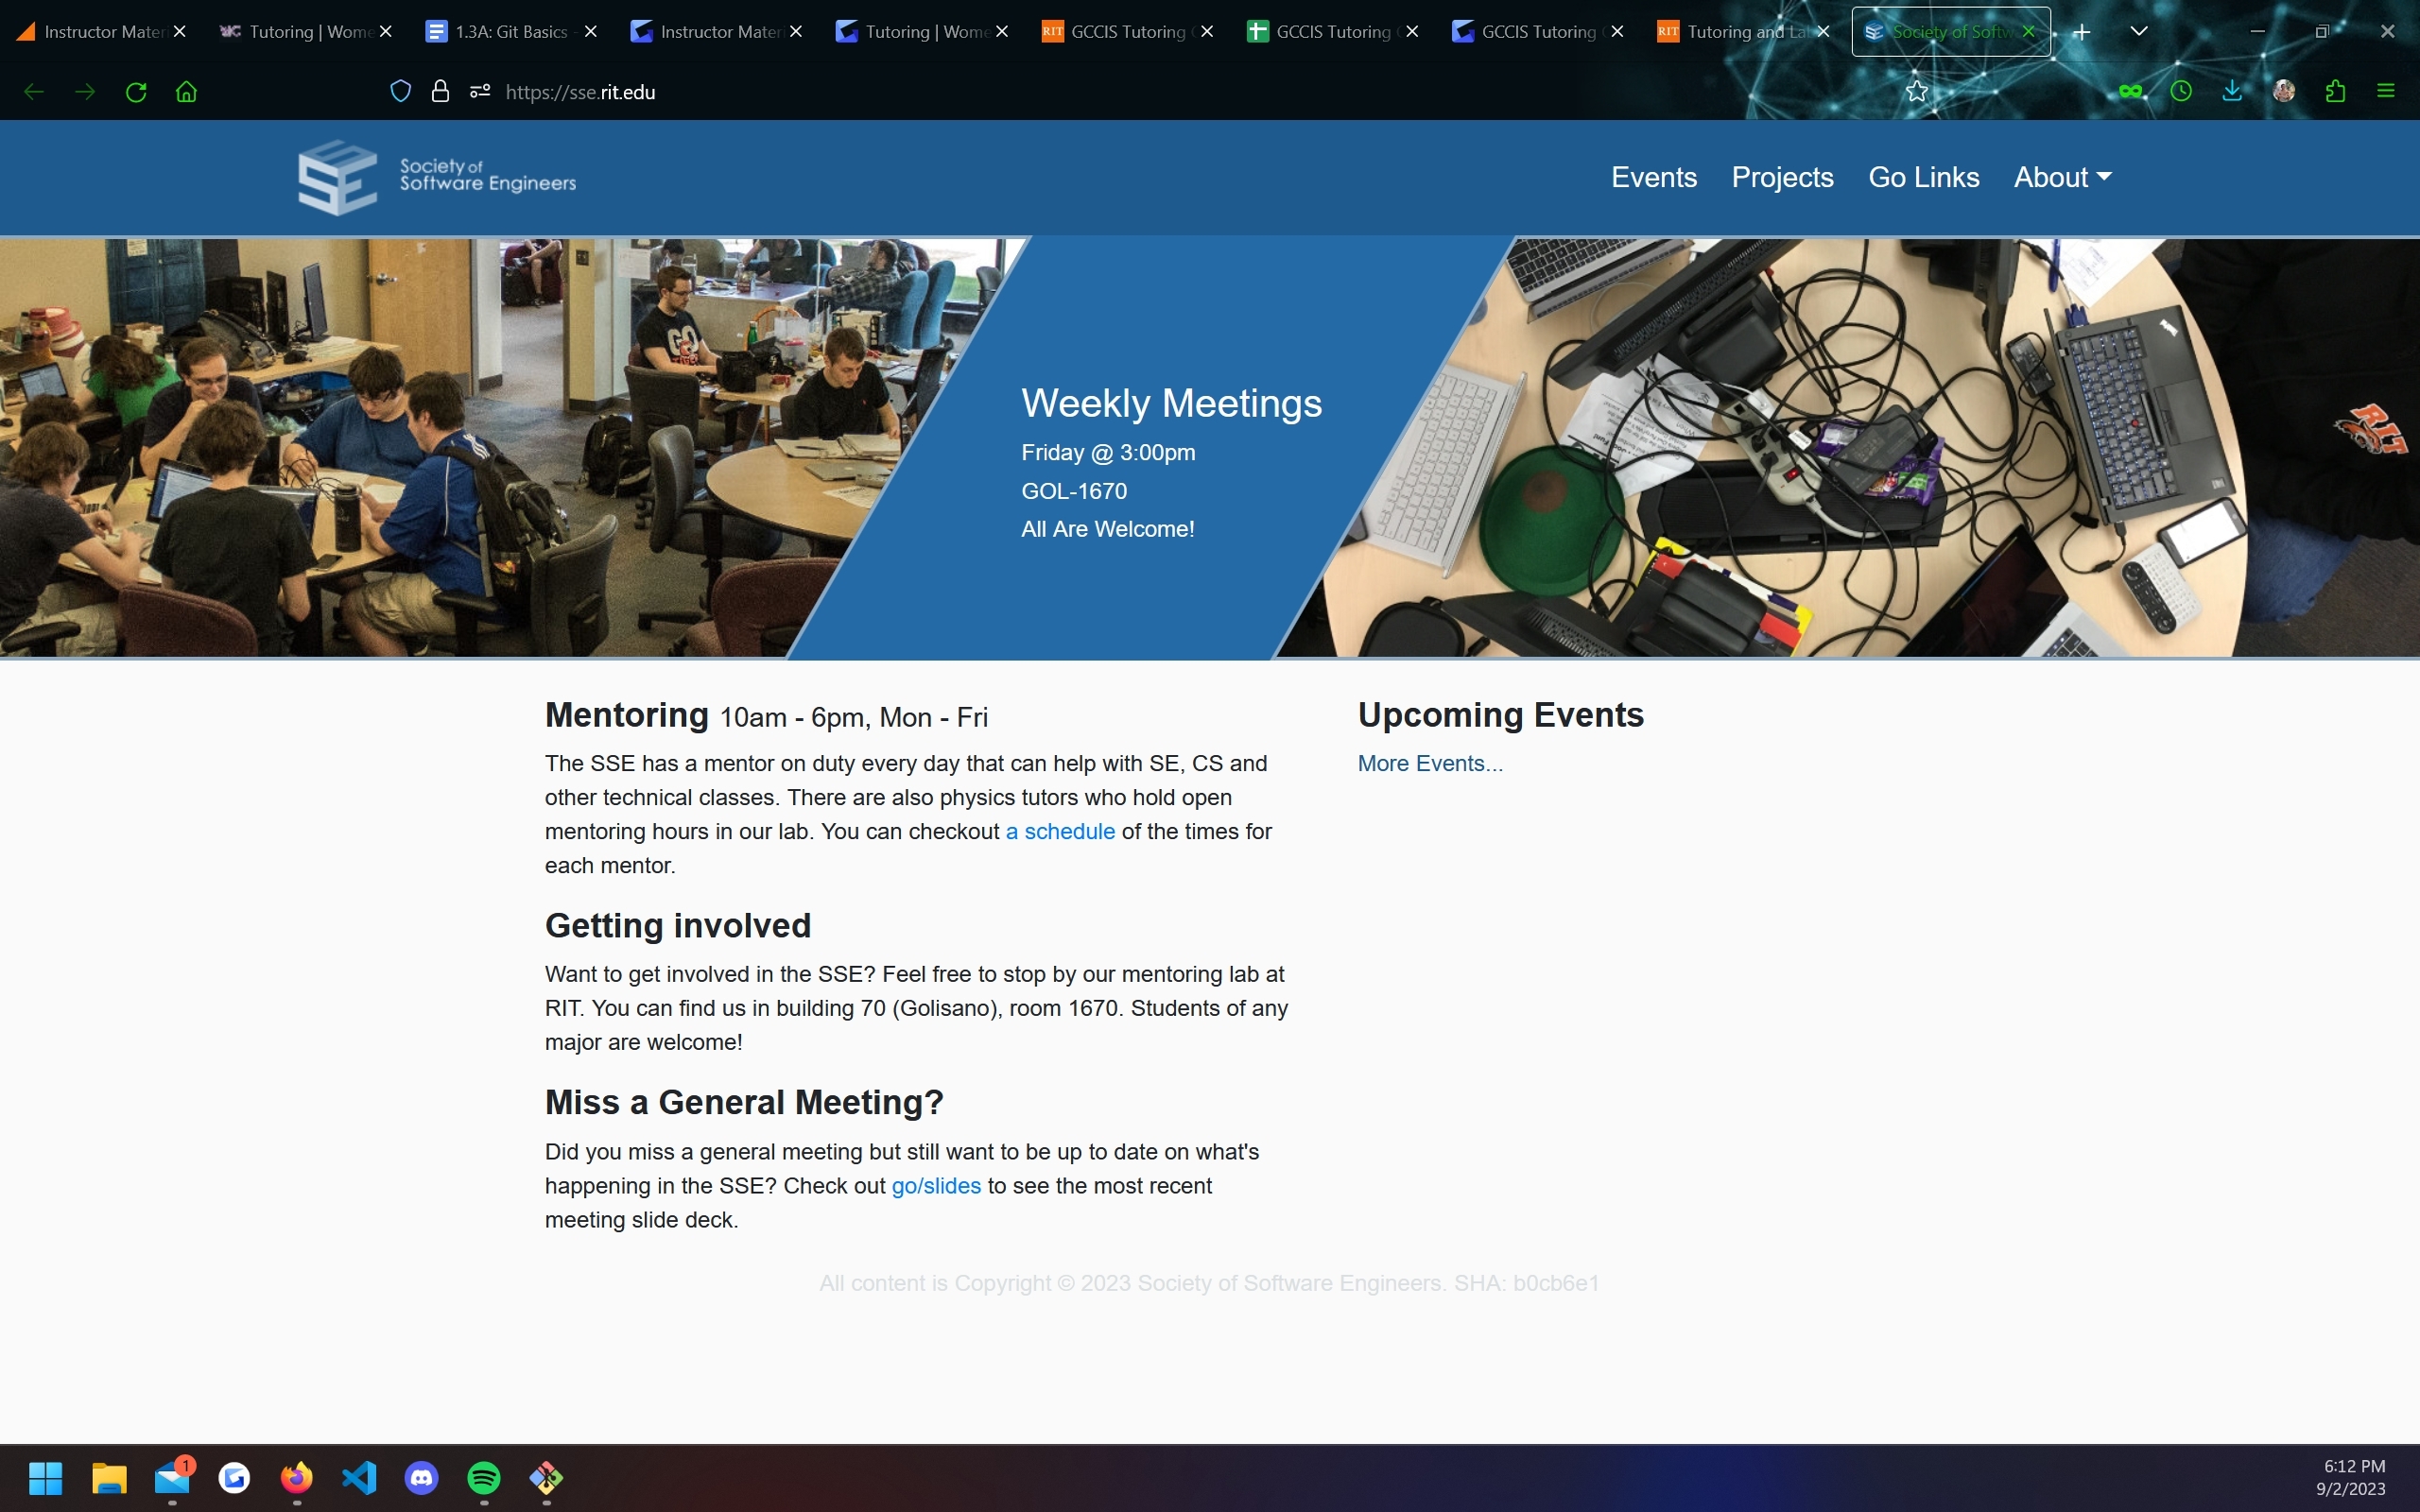 Instructor Mater
Tutoring | Wome
1.3A: Git Basics -
Instructor Mater
Tutoring | Wome
GCCIS Tutoring
GCCIS Tutoring
GCCIS Tutoring
RIT
RIT
Tutoring and La
Society of Softw
https://sse.rit.edu
Society of
Software Engineers
Events
Projects
Go Links
About
Weekly Meetings
Friday @ 3:00pm
GOL-1670
All Are Welcome!
GO
RIT
Mentoring 10am - 6pm, Mon - Fri
The SSE has a mentor on duty every day that can help with SE, CS and
other technical classes. There are also physics tutors who hold open
mentoring hours in our lab. You can checkout a schedule of the times for
each mentor.
Getting involved
Want to get involved in the SSE? Feel free to stop by our mentoring lab at
RIT. You can find us in building 70 (Golisano), room 1670. Students of any
major are welcome!
Miss a General Meeting?
Did you miss a general meeting but still want to be up to date on what's
happening in the SSE? Check out go/slides to see the most recent
meeting slide deck.
Upcoming Events
More Events...
All content is Copyright © 2023 Society of Software Engineers. SHA: b0cb6e1
1
6:12 PM
9/2/2023